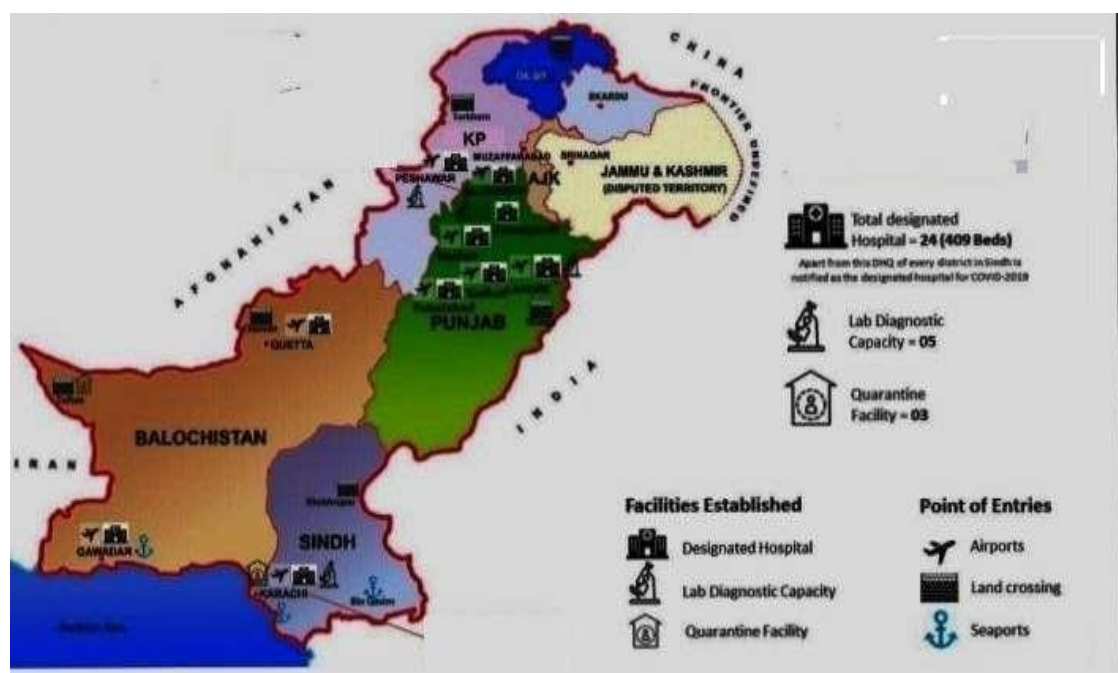 CHINA
FRONTIER UNDEFINED
SKARDU
Torkham
KP
MUZAFFARABAD
SRINAGAR
PESHAWAR
AJK
JAMMU & KASHMIR
(DISPUTED TERRITORY)
AFGHANISTAN
PUNJAB
QUETTA
INDIA
BALOCHISTAN
IRAN
SINDH
GAWADAR
KARACHI
Bin Qasim
Total designated
Hospital = 24 (409 Beds)
Apart from this DHQ of every district in Sindh is
notified as the designated hospital for COVID-2019
Lab Diagnostic
Capacity = 05
Quarantine
Facility = 03
Facilities Established
Designated Hospital
Lab Diagnostic Capacity
Quarantine Facility
Point of Entries
Airports
Land crossing
Seaports